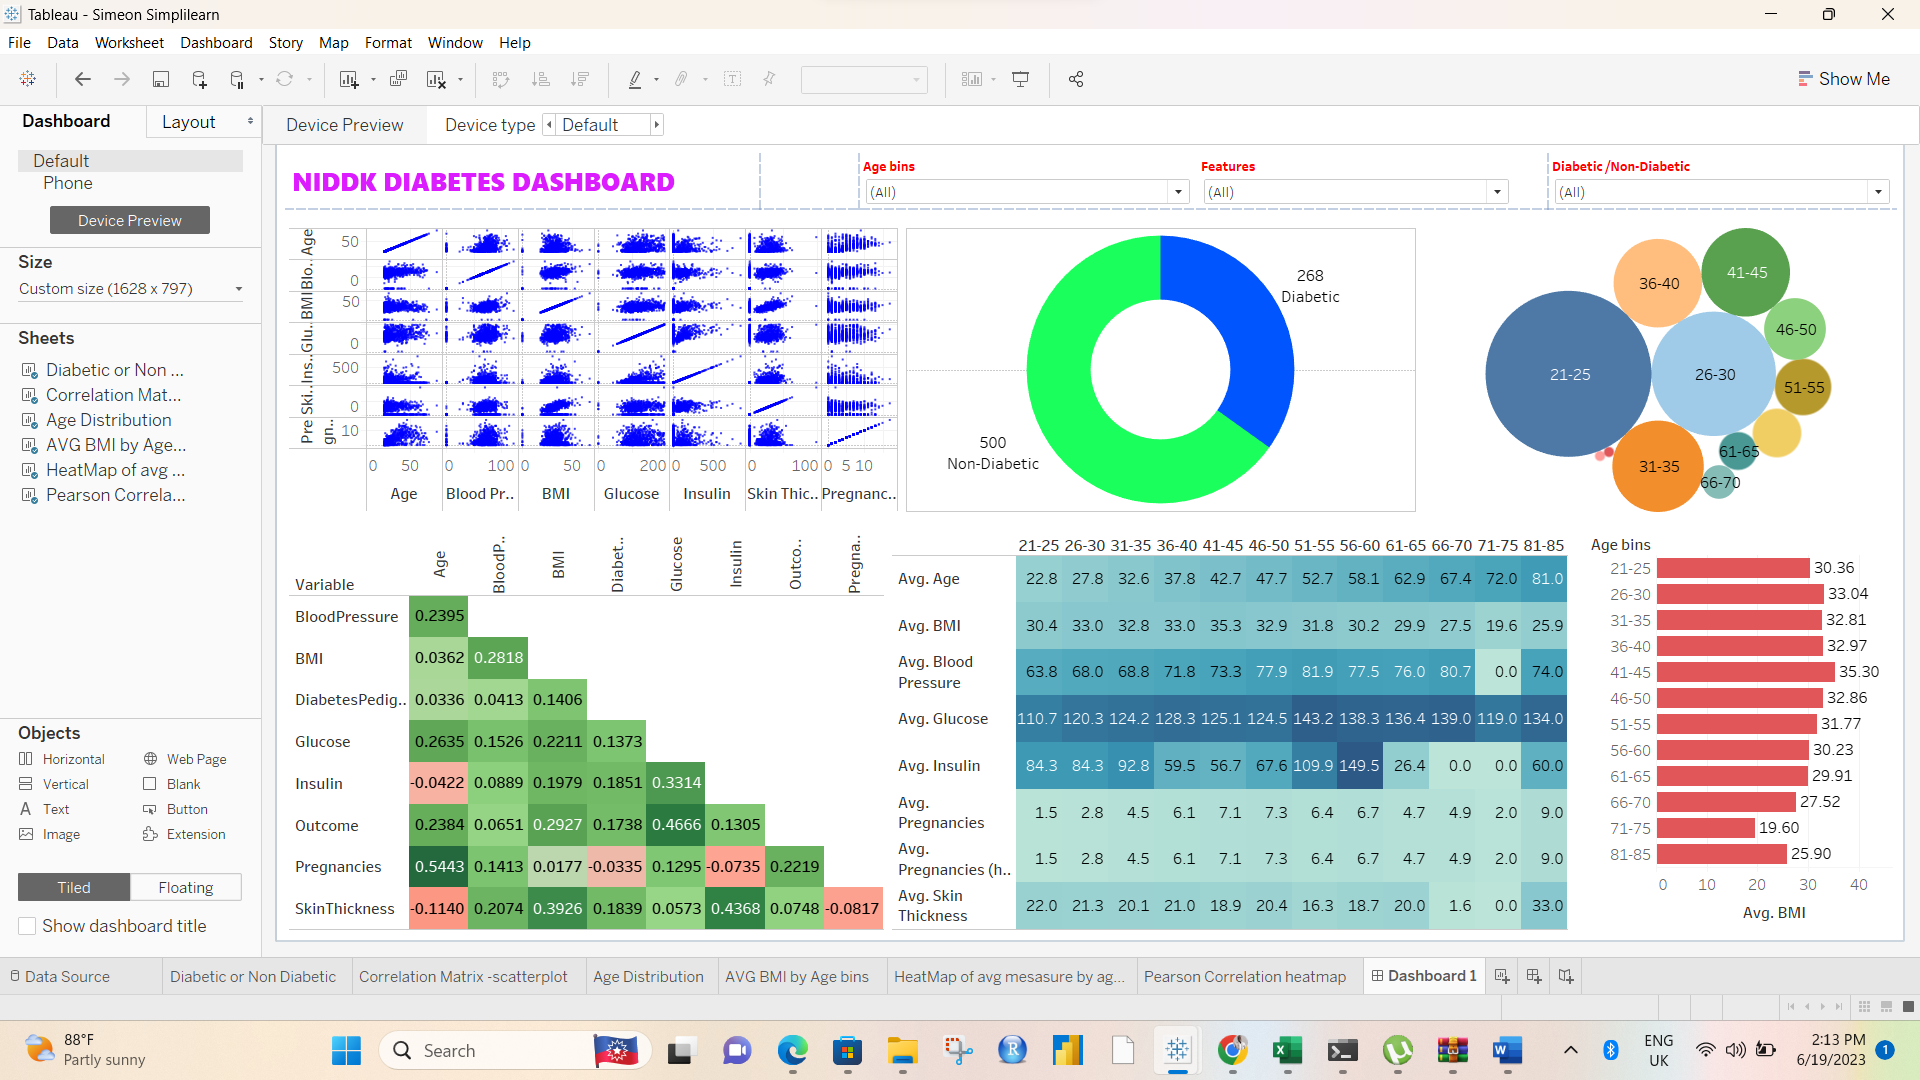 Tableau - Simeon Simplilearn
File Data Worksheet Dashboard Story Map Format Window Help
Show Me
Dashboard Layout
Device Preview Device type Default
Default
Phone
Device Preview
Size
Custom size (1628 x 797)
Sheets
Diabetic or Non ...
Correlation Mat...
Age Distribution
AVG BMI by Age...
HeatMap of avg ...
Pearson Correla...
Objects
Horizontal Web Page
Vertical Blank
Text Button
Image Extension
Tiled Floating
Show dashboard title
NIDDK DIABETES DASHBOARD
Age bins Features Diabetic /Non-Diabetic
(All) (All) (All)
Age 50
Blo.. 0
BMI 50
Glu.. 0
Ins.. 500
Ski.. 0
Pregn.. 10
0 50 0 100 0 50 0 200 0 500 0 100 0 5 10
Age Blood Pr.. BMI Glucose Insulin Skin Thic.. Pregnanc..
268
Diabetic
500
Non-Diabetic
36-40
41-45
46-50
21-25
26-30
51-55
61-65
31-35
66-70
Variable Age BloodP.. BMI Diabet.. Glucose Insulin Outco.. Pregna..
BloodPressure 0.2395
BMI 0.0362 0.2818
DiabetesPedig.. 0.0336 0.0413 0.1406
Glucose 0.2635 0.1526 0.2211 0.1373
Insulin -0.0422 0.0889 0.1979 0.1851 0.3314
Outcome 0.2384 0.0651 0.2927 0.1738 0.4666 0.1305
Pregnancies 0.5443 0.1413 0.0177 -0.0335 0.1295 -0.0735 0.2219
SkinThickness -0.1140 0.2074 0.3926 0.1839 0.0573 0.4368 0.0748 -0.0817
21-25 26-30 31-35 36-40 41-45 46-50 51-55 56-60 61-65 66-70 71-75 81-85
Avg. Age 22.8 27.8 32.6 37.8 42.7 47.7 52.7 58.1 62.9 67.4 72.0 81.0
Avg. BMI 30.4 33.0 32.8 33.0 35.3 32.9 31.8 30.2 29.9 27.5 19.6 25.9
Avg. Blood
Pressure 63.8 68.0 68.8 71.8 73.3 77.9 81.9 77.5 76.0 80.7 0.0 74.0
Avg. Glucose 110.7 120.3 124.2 128.3 125.1 124.5 143.2 138.3 136.4 139.0 119.0 134.0
Avg. Insulin 84.3 84.3 92.8 59.5 56.7 67.6 109.9 149.5 26.4 0.0 0.0 60.0
Avg.
Pregnancies 1.5 2.8 4.5 6.1 7.1 7.3 6.4 6.7 4.7 4.9 2.0 9.0
Avg.
Pregnancies (h.. 1.5 2.8 4.5 6.1 7.1 7.3 6.4 6.7 4.7 4.9 2.0 9.0
Avg. Skin
Thickness 22.0 21.3 20.1 21.0 18.9 20.4 16.3 18.7 20.0 1.6 0.0 33.0
Age bins
21-25 30.36
26-30 33.04
31-35 32.81
36-40 32.97
41-45 35.30
46-50 32.86
51-55 31.77
56-60 30.23
61-65 29.91
66-70 27.52
71-75 19.60
81-85 25.90
0 10 20 30 40
Avg. BMI
Data Source Diabetic or Non Diabetic Correlation Matrix -scatterplot Age Distribution AVG BMI by Age bins HeatMap of avg mesasure by ag... Pearson Correlation heatmap Dashboard 1
88°F
Partly sunny
Search
ENG
UK
2:13 PM
6/19/2023
1